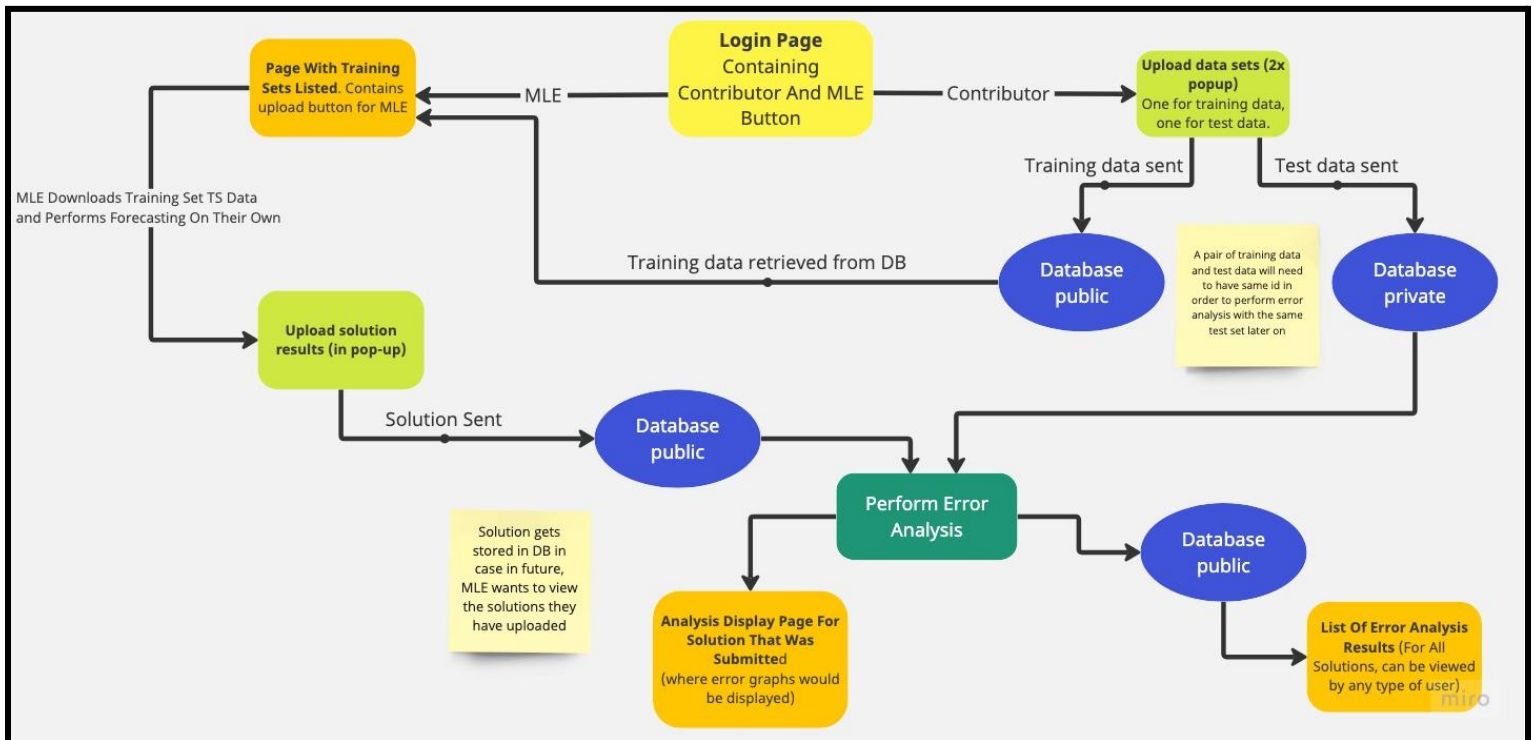 Login Page
Containing
Contributor And MLE
Button
Page With Training
Sets Listed. Contains
upload button for MLE
MLE
Contributor
Upload data sets (2x
popup)
One for training data,
one for test data.
Training data sent
Test data sent
MLE Downloads Training Set TS Data
and Performs Forecasting On Their Own
Training data retrieved from DB
Database
public
A pair of training data
and test data will need
to have same id in
order to perform error
analysis with the same
test set later on
Database
private
Upload solution
results (in pop-up)
Solution Sent
Database
public
Perform Error
Analysis
Solution gets
stored in DB in
case in future,
MLE wants to view
the solutions they
have uploaded
Database
public
Analysis Display Page For
Solution That Was
Submitted
(where error graphs would
be displayed)
List Of Error Analysis
Results (For All
Solutions, can be viewed
by any type of user)
miro